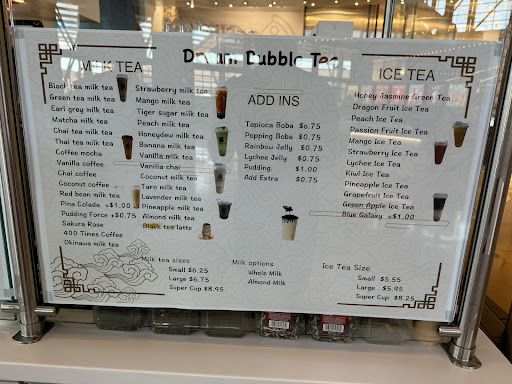 Dream Bubble Tea
MILK TEA
Black tea milk tea
Green tea milk tea
Earl grey milk tea
Matcha milk tea
Chai tea milk tea
Thai tea milk tea
Coffee mocha
Vanilla coffee
Chai coffee
Coconut coffee
Red bean milk tea
Pina Colada +$1.00
Pudding Force +$0.75
Sakura Rose
400 Times Coffee
Okinawa milk tea
Strawberry milk tea
Mango milk tea
Tiger sugar milk tea
Peach milk tea
Honeydew milk tea
Banana milk tea
Vanilla milk tea
Vanilla chai
Coconut milk tea
Taro milk tea
Lavender milk tea
Pineapple milk tea
Almond milk tea
Black tea latte
Milk tea sizes
Small $6.25
Large $6.75
Super Cup $8.95
ADD INS
Tapioca Boba $0.75
Popping Boba $0.75
Rainbow Jelly $0.75
Lychee Jelly $0.75
Pudding. $1.00
Add Extra $0.75
Milk options
Whole Milk
Almond Milk
ICE TEA
Honey Jasmine Green Tea
Dragon Fruit Ice Tea
Peach Ice Tea
Passion Fruit Ice Tea
Mango Ice Tea
Strawberry Ice Tea
Lychee Ice Tea
Kiwi Ice Tea
Pineapple Ice Tea
Grapefruit Ice Tea
Green Apple Ice Tea
Blue Galaxy +$1.00
Ice Tea Size
Small $5.55
Large $5.95
Super Cup $8.25